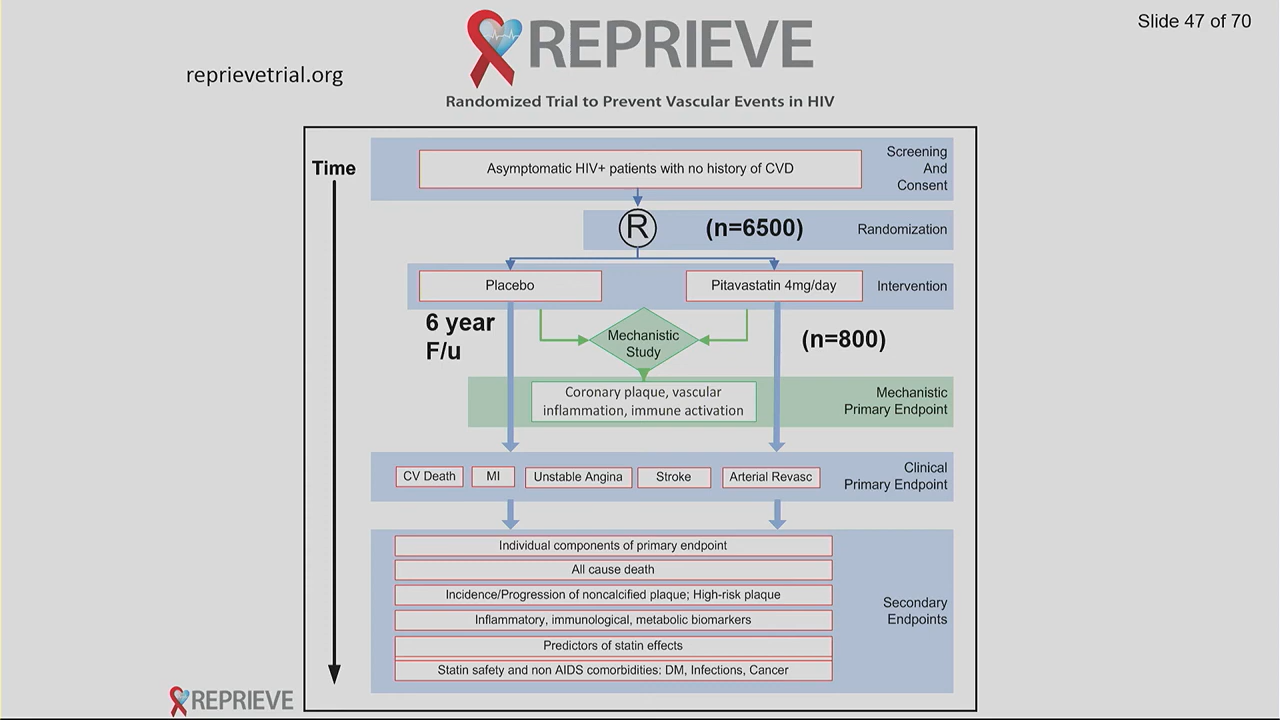 Slide 47 of 70
REPRIEVE
reprievetrial.org
Randomized Trial to Prevent Vascular Events in HIV
Time
Asymptomatic HIV+ patients with no history of CVD
Screening
And
Consent
R
(n=6500)
Randomization
Placebo
Pitavastatin 4mg/day
Intervention
6 year
F/u
Mechanistic
Study
(n=800)
Coronary plaque, vascular
inflammation, immune activation
Mechanistic
Primary Endpoint
CV Death
MI
Unstable Angina
Stroke
Arterial Revasc
Clinical
Primary Endpoint
Individual components of primary endpoint
All cause death
Incidence/Progression of noncalcified plaque; High-risk plaque
Inflammatory, immunological, metabolic biomarkers
Predictors of statin effects
Statin safety and non AIDS comorbidities: DM, Infections, Cancer
Secondary
Endpoints
REPRIEVE